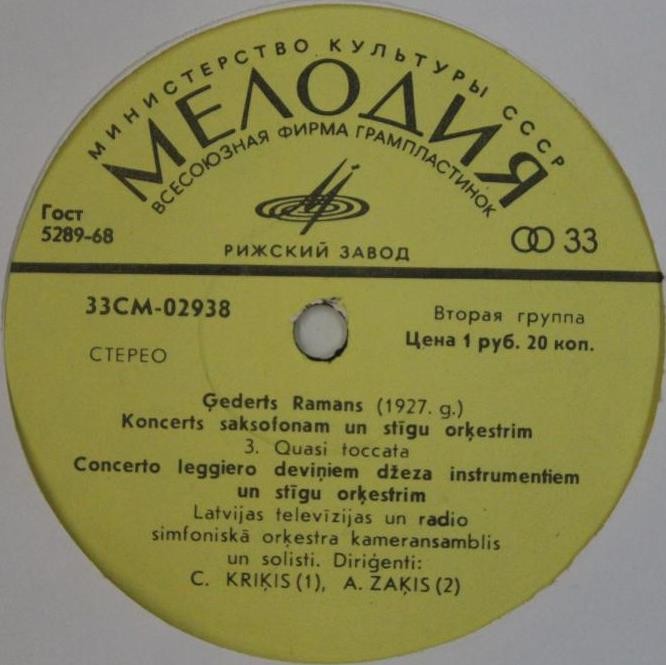 МИНИСТЕРСТВО КУЛЬТУРЫ СССР
МЕЛОДИЯ
ВСЕСОЮЗНАЯ ФИРМА ГРАМПЛАСТИНОК
Гост
5289-68
33
РИЖСКИЙ ЗАВОД
33СМ-02938
СТЕРЕО
Вторая группа
Цена 1 руб. 20 коп.
Ģederts Ramans (1927. g.)
Koncerts saksofonam un stīgu orķestrim
3. Quasi toccata
Concerto leggiero deviņiem džeza instrumentiem
un stīgu orķestrim
Latvijas televīzijas un radio
simfoniskā orķestra kameransamblis
un solisti. Diriģenti:
C. KRIĶIS (1), A. ZAĶIS (2)